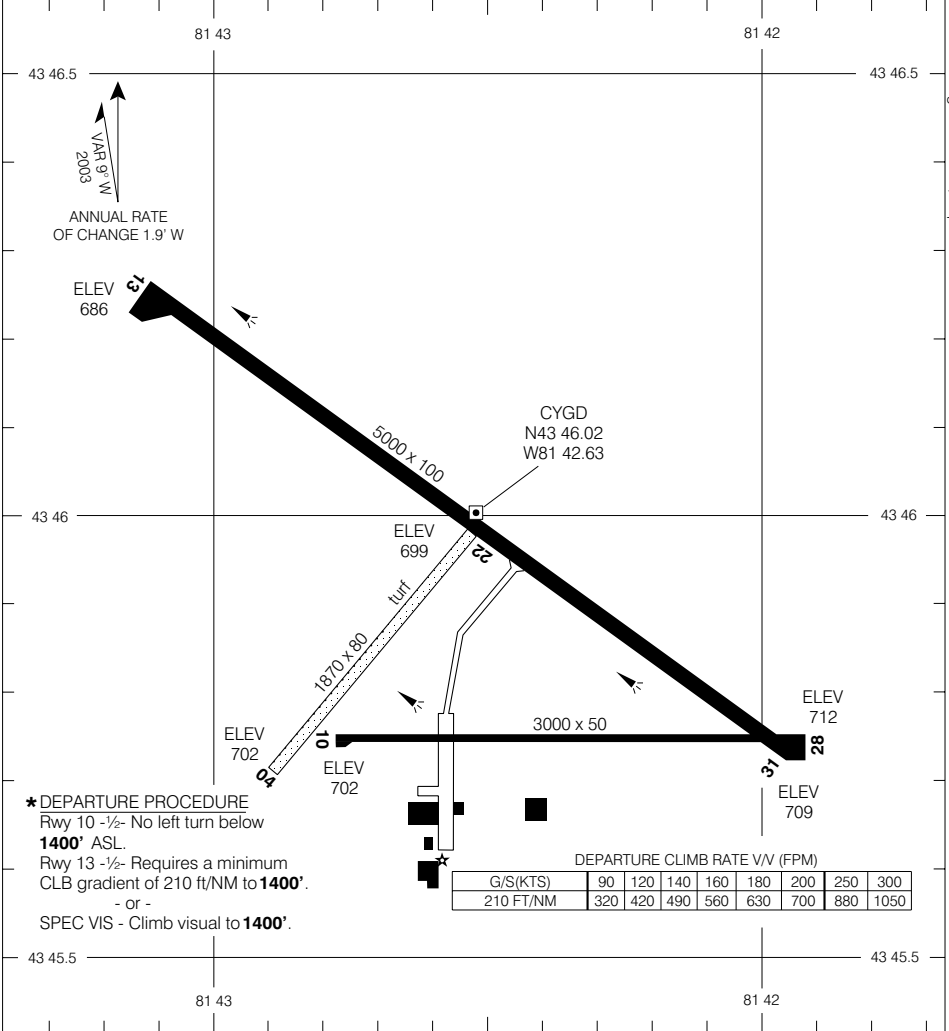 81 43
81 42
43 46.5
43 46.5
VAR 9° W
2003
ANNUAL RATE
OF CHANGE 1.9' W
13
ELEV
686
5000 x 100
CYGD
N43 46.02
W81 42.63
43 46
43 46
ELEV
699
22
turf
1870 x 80
ELEV
702
04
10
ELEV
702
3000 x 50
ELEV
712
28
31
ELEV
709
* DEPARTURE PROCEDURE
Rwy 10 -½- No left turn below
1400' ASL.
Rwy 13 -½- Requires a minimum
CLB gradient of 210 ft/NM to 1400'.
- or -
SPEC VIS - Climb visual to 1400'.
DEPARTURE CLIMB RATE V/V (FPM)
G/S(KTS) 90 120 140 160 180 200 250 300
210 FT/NM 320 420 490 560 630 700 880 1050
43 45.5
43 45.5
81 43
81 42